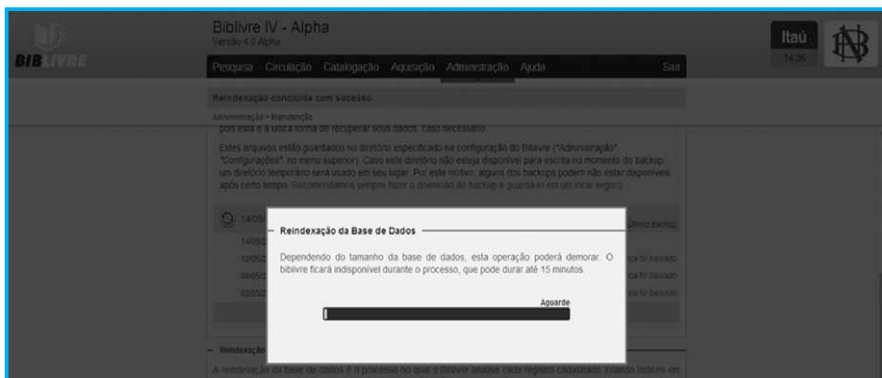 Biblivre IV - Alpha
Versão 4.0 Alpha
BIBLIVRE
Itaú
Pesquisa Circulação Catalogação Aquisição Administração Ajuda Sair
Reindexação concluída com sucesso
Administração • Manutenção
pois esta é a única forma de recuperar seus dados, caso necessário.
Estes arquivos estão guardados no diretório especificado na configuração do Biblivre ("Administração",
"Configurações", no menu superior). Caso este diretório não esteja disponível para escrita no momento do backup,
um diretório temporário será usado em seu lugar. Por este motivo, alguns dos backups podem não estar disponíveis
após certo tempo. Recomendamos sempre fazer o download do backup e guardá-lo em um local seguro.
Reindexação da Base de Dados
Dependendo do tamanho da base de dados, esta operação poderá demorar. O
biblivre ficará indisponível durante o processo, que pode durar até 15 minutos.
Aguarde
Reindexação
A reindexação da base de dados é o processo no qual o Biblivre analisa cada registro cadastrado, criando índices em